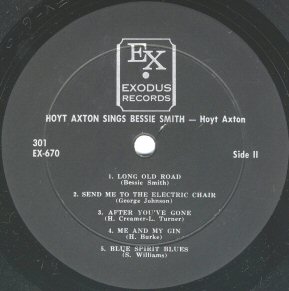 EX
EXODUS
RECORDS
HOYT AXTON SINGS BESSIE SMITH — Hoyt Axton
301
EX-670 Side II
1. LONG OLD ROAD
(Bessie Smith)
2. SEND ME TO THE ELECTRIC CHAIR
(George Johnson)
3. AFTER YOU'VE GONE
(H. Creamer-L. Turner)
4. ME AND MY GIN
(H. Burke)
5. BLUE SPIRIT BLUES
(S. Williams)